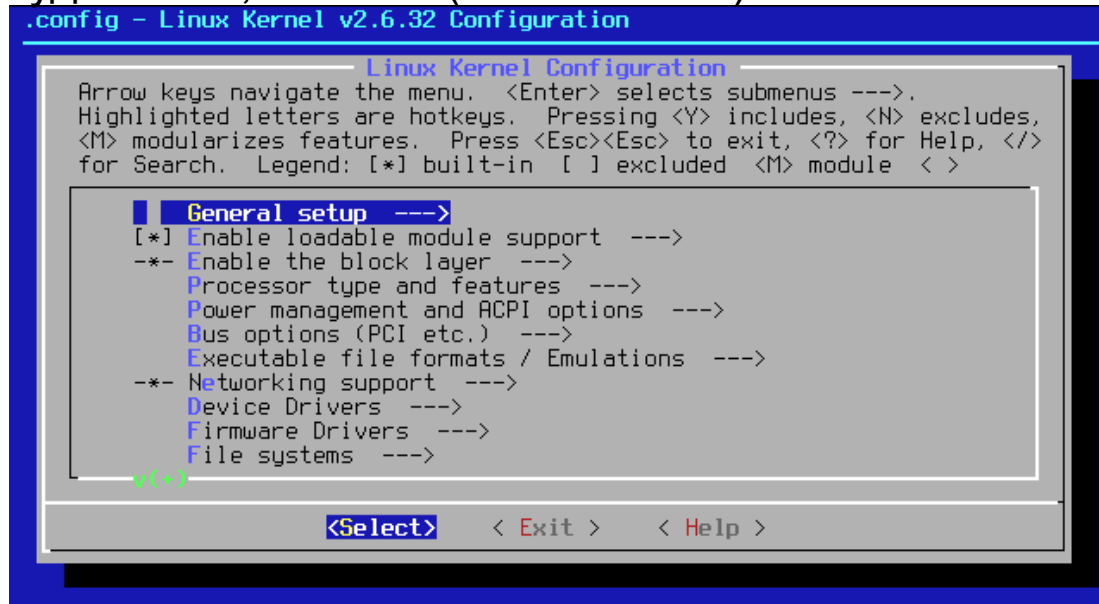 .config - Linux Kernel v2.6.32 Configuration
Linux Kernel Configuration
Arrow keys navigate the menu.  <Enter> selects submenus --->.
Highlighted letters are hotkeys.  Pressing <Y> includes, <N> excludes,
<M> modularizes features.  Press <Esc><Esc> to exit, <?> for Help, </>
for Search.  Legend: [*] built-in  [ ] excluded  <M> module  < >
General setup  --->
[*] Enable loadable module support  --->
-*- Enable the block layer  --->
Processor type and features  --->
Power management and ACPI options  --->
Bus options (PCI etc.)  --->
Executable file formats / Emulations  --->
-*- Networking support  --->
Device Drivers  --->
Firmware Drivers  --->
File systems  --->
v(+)
<Select>    < Exit >    < Help >